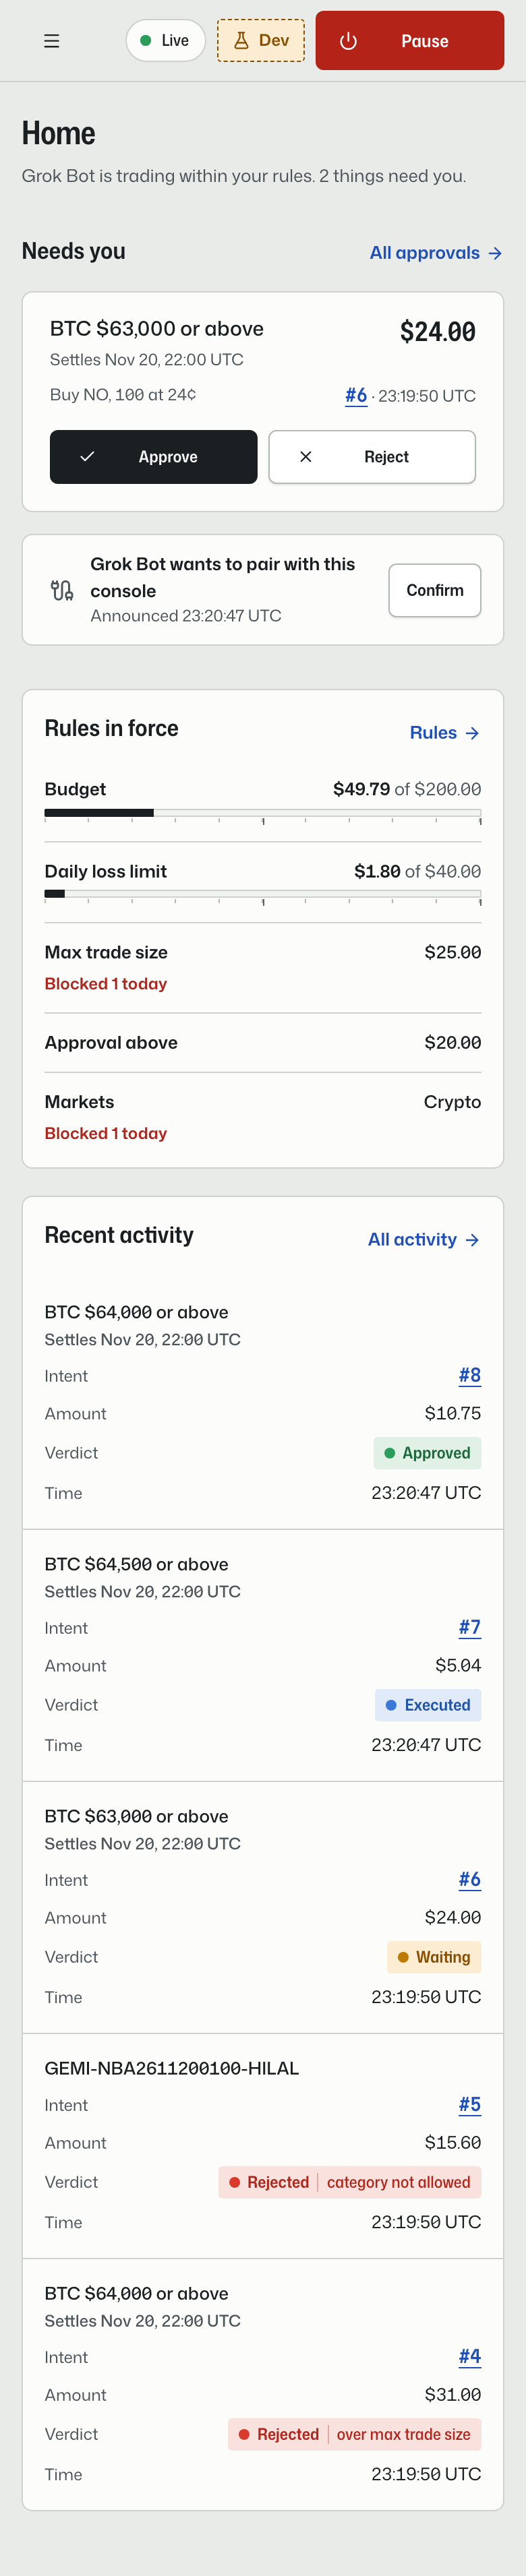 Live
Dev
Pause
Home
Grok Bot is trading within your rules. 2 things need you.
Needs you
All approvals →
BTC $63,000 or above
$24.00
Settles Nov 20, 22:00 UTC
Buy NO, 100 at 24¢
#6 · 23:19:50 UTC
Approve
Reject
Grok Bot wants to pair with this
console
Announced 23:20:47 UTC
Confirm
Rules in force
Rules →
Budget
$49.79 of $200.00
Daily loss limit
$1.80 of $40.00
Max trade size
$25.00
Blocked 1 today
Approval above
$20.00
Markets
Crypto
Blocked 1 today
Recent activity
All activity →
BTC $64,000 or above
Settles Nov 20, 22:00 UTC
Intent
#8
Amount
$10.75
Verdict
Approved
Time
23:20:47 UTC
BTC $64,500 or above
Settles Nov 20, 22:00 UTC
Intent
#7
Amount
$5.04
Verdict
Executed
Time
23:20:47 UTC
BTC $63,000 or above
Settles Nov 20, 22:00 UTC
Intent
#6
Amount
$24.00
Verdict
Waiting
Time
23:19:50 UTC
GEMI-NBA2611200100-HILAL
Intent
#5
Amount
$15.60
Verdict
Rejected | category not allowed
Time
23:19:50 UTC
BTC $64,000 or above
Settles Nov 20, 22:00 UTC
Intent
#4
Amount
$31.00
Verdict
Rejected | over max trade size
Time
23:19:50 UTC